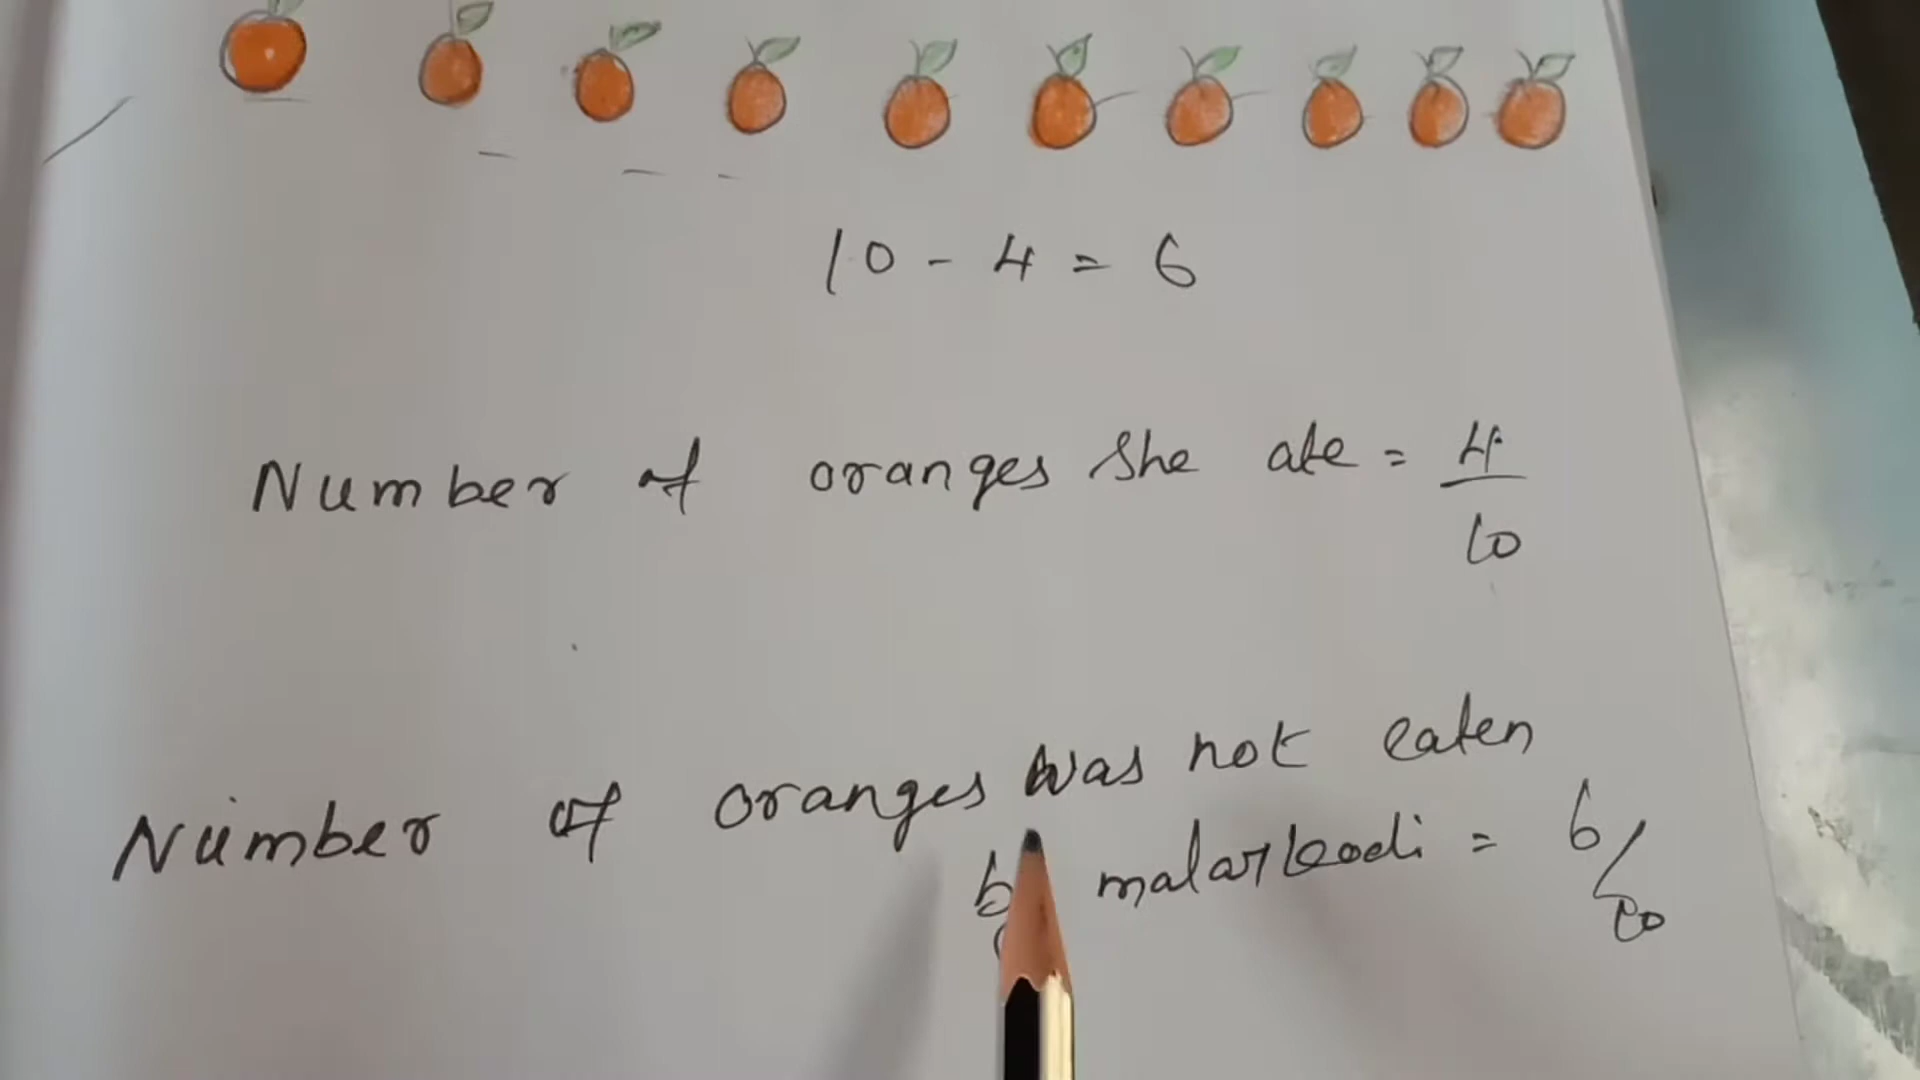 10 - 4 = 6
Number of oranges she ate = 4/10
Number of oranges was not eaten
by malarkodi = 6/10